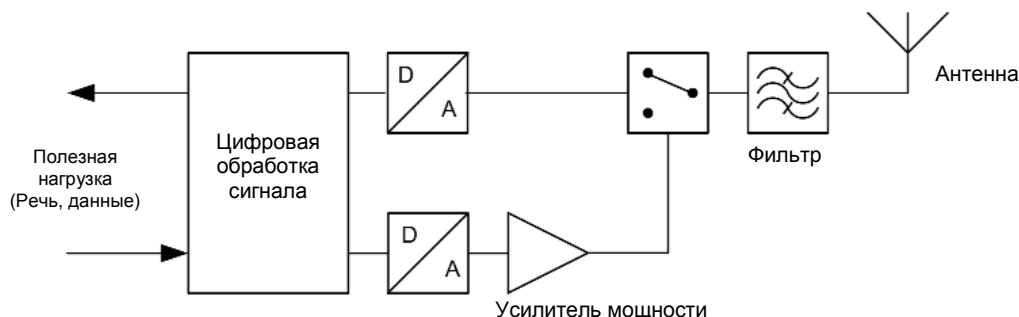 D
A
Антенна
Полезная
нагрузка
(Речь, данные)
Цифровая
обработка
сигнала
Фильтр
D
A
Усилитель мощности